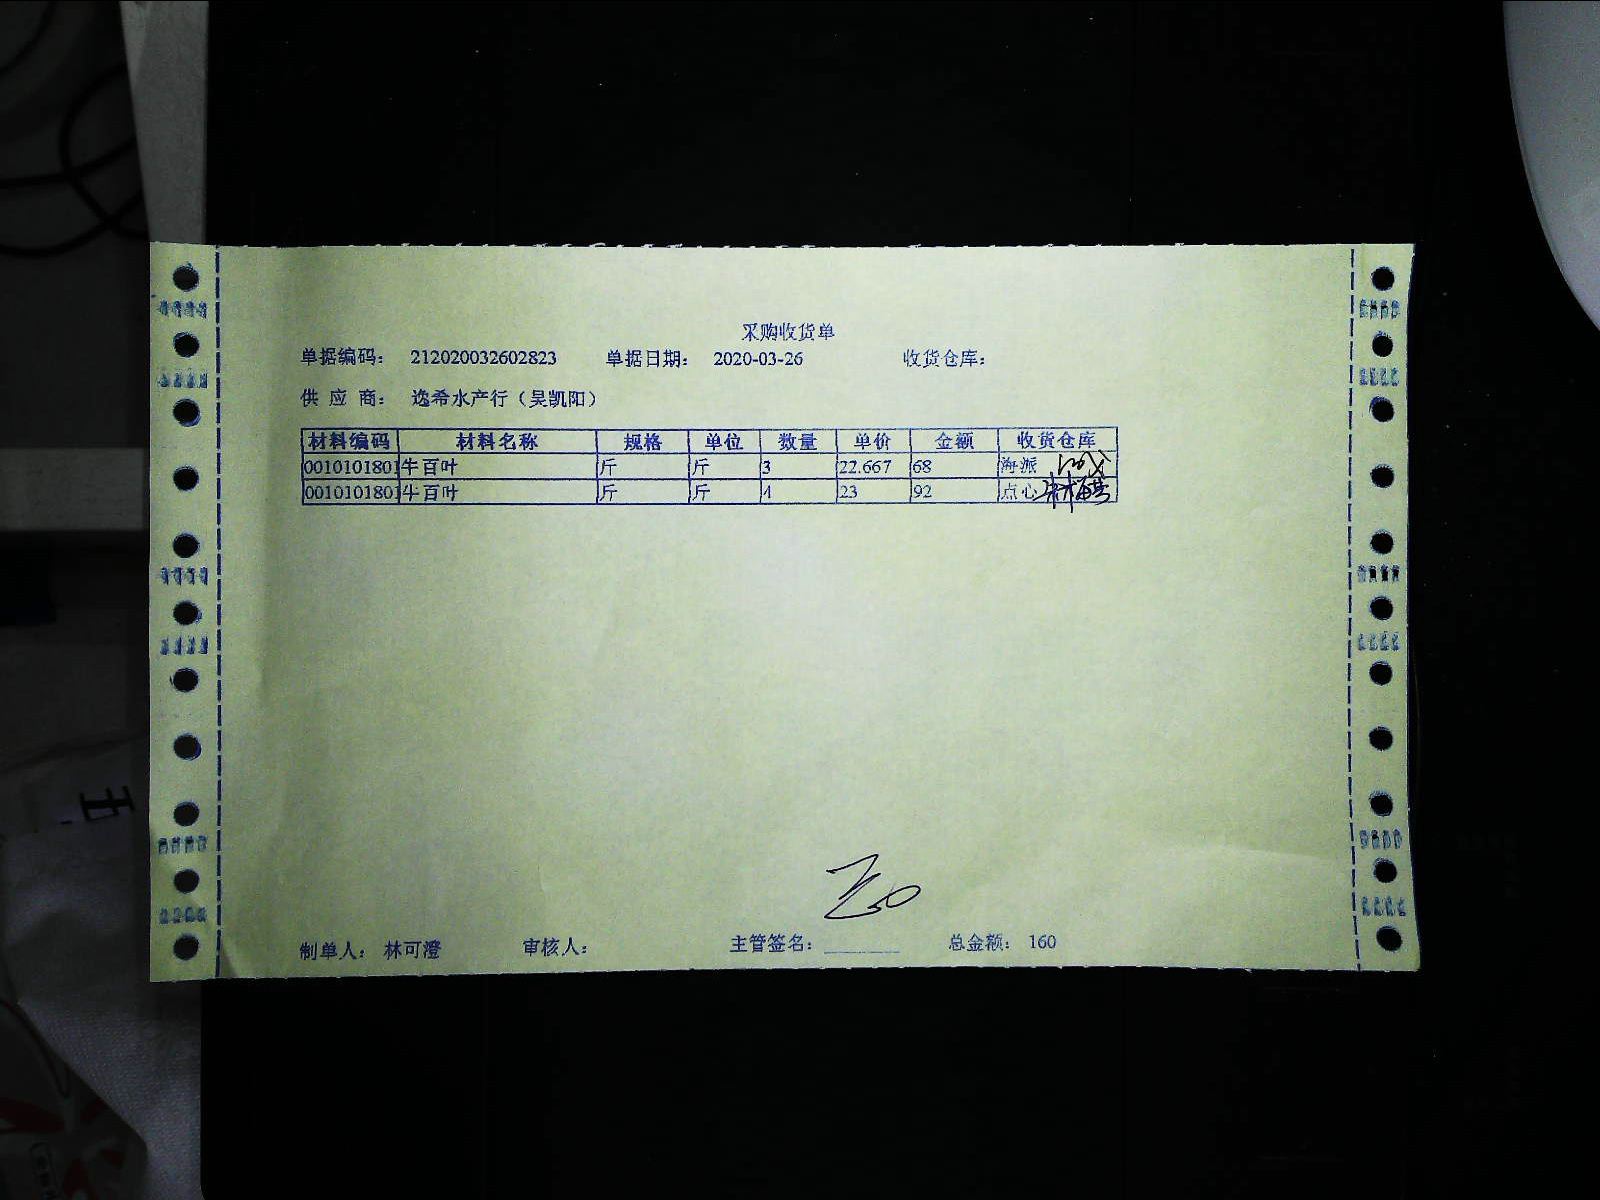 采购收货单
单据编码： 212020032602823 单据日期： 2020-03-26 收货仓库：
供 应 商： 逸希水产行（吴凯阳）
材料编码 材料名称 规格 单位 数量 单价 金额 收货仓库
0010101801 牛百叶 斤 斤 3 22.667 68 海派
0010101801 牛百叶 斤 斤 4 23 92 点心
制单人： 林可澄 审核人： 主管签名： 总金额： 160